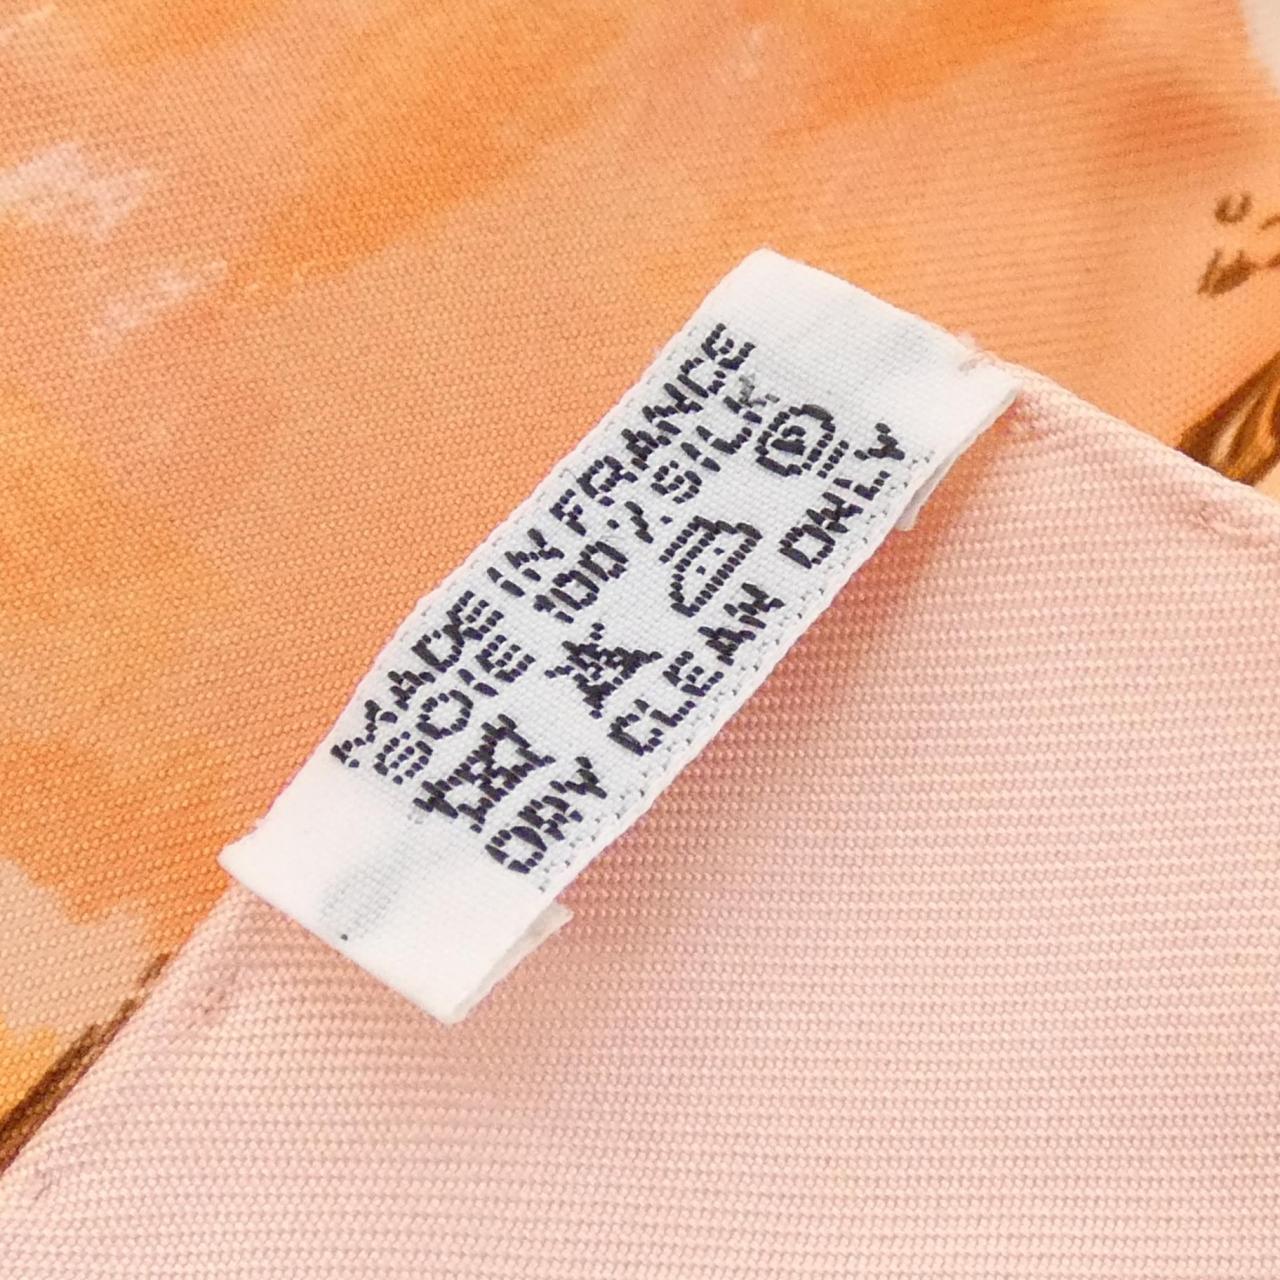 MADE IN FRANCE
SOIE 100% SILK
P
DRY CLEAN ONLY